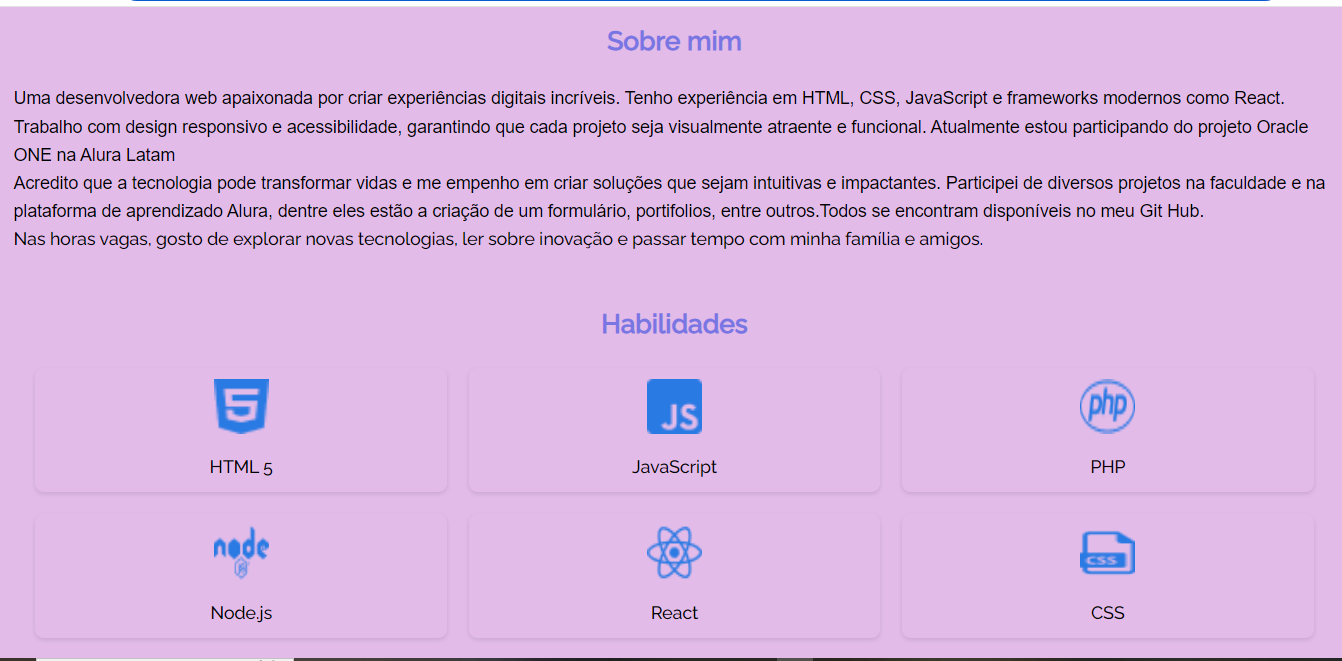 Sobre mim
Uma desenvolvedora web apaixonada por criar experiências digitais incríveis. Tenho experiência em HTML, CSS, JavaScript e frameworks modernos como React.
Trabalho com design responsivo e acessibilidade, garantindo que cada projeto seja visualmente atraente e funcional. Atualmente estou participando do projeto Oracle
ONE na Alura Latam
Acredito que a tecnologia pode transformar vidas e me empenho em criar soluções que sejam intuitivas e impactantes. Participei de diversos projetos na faculdade e na
plataforma de aprendizado Alura, dentre eles estão a criação de um formulário, portifolios, entre outros.Todos se encontram disponíveis no meu Git Hub.
Nas horas vagas, gosto de explorar novas tecnologias, ler sobre inovação e passar tempo com minha família e amigos.
Habilidades
5 JS php
HTML 5 JavaScript PHP
node CSS
Node.js React CSS